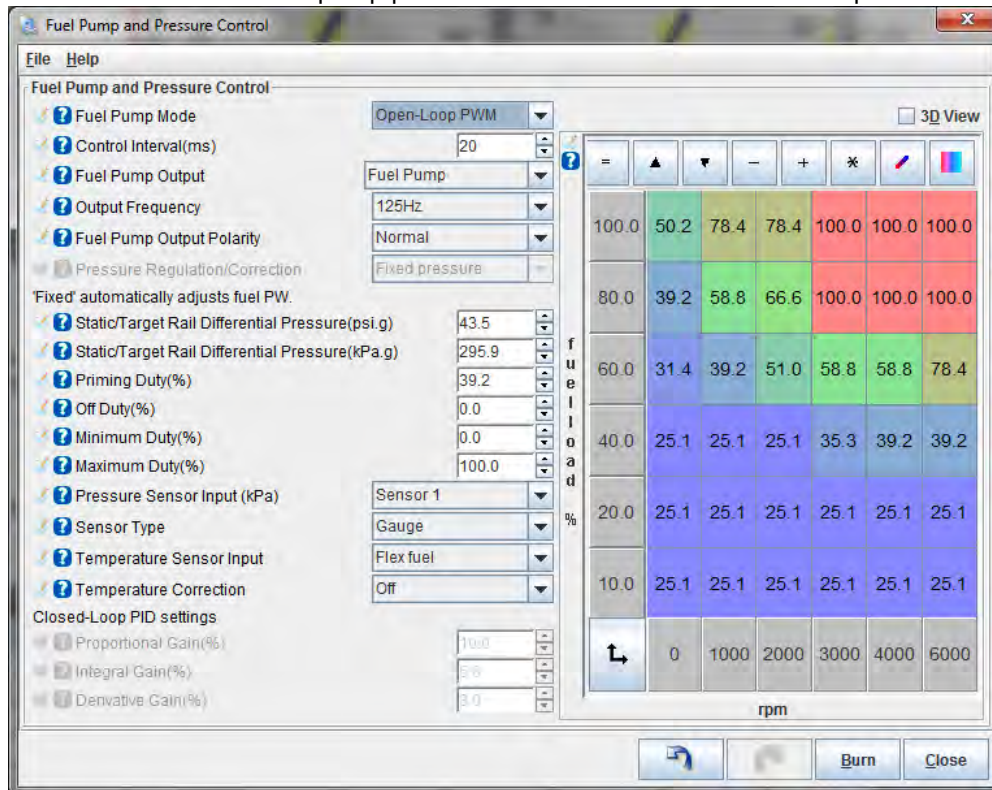 Fuel Pump and Pressure Control
File Help
Fuel Pump and Pressure Control
Fuel Pump Mode Open-Loop PWM
3D View
Control Interval(ms) 20
= - + *
Fuel Pump Output Fuel Pump
Output Frequency 125Hz
Fuel Pump Output Polarity Normal
Pressure Regulation/Correction Fixed pressure
'Fixed' automatically adjusts fuel PW.
Static/Target Rail Differential Pressure(psi.g) 43.5
Static/Target Rail Differential Pressure(kPa.g) 295.9
Priming Duty(%) 39.2
Off Duty(%) 0.0
Minimum Duty(%) 0.0
Maximum Duty(%) 100.0
Pressure Sensor Input (kPa) Sensor 1
Sensor Type Gauge
Temperature Sensor Input Flex fuel
Temperature Correction Off
Closed-Loop PID settings
Proportional Gain(%) 10.0
Integral Gain(%)
Derivative Gain(%) 3.0
fuelload %
100.0 50.2 78.4 78.4 100.0 100.0 100.0
80.0 39.2 58.8 66.6 100.0 100.0 100.0
60.0 31.4 39.2 51.0 58.8 58.8 78.4
40.0 25.1 25.1 25.1 35.3 39.2 39.2
20.0 25.1 25.1 25.1 25.1 25.1 25.1
10.0 25.1 25.1 25.1 25.1 25.1 25.1
0 1000 2000 3000 4000 6000
rpm
Burn Close